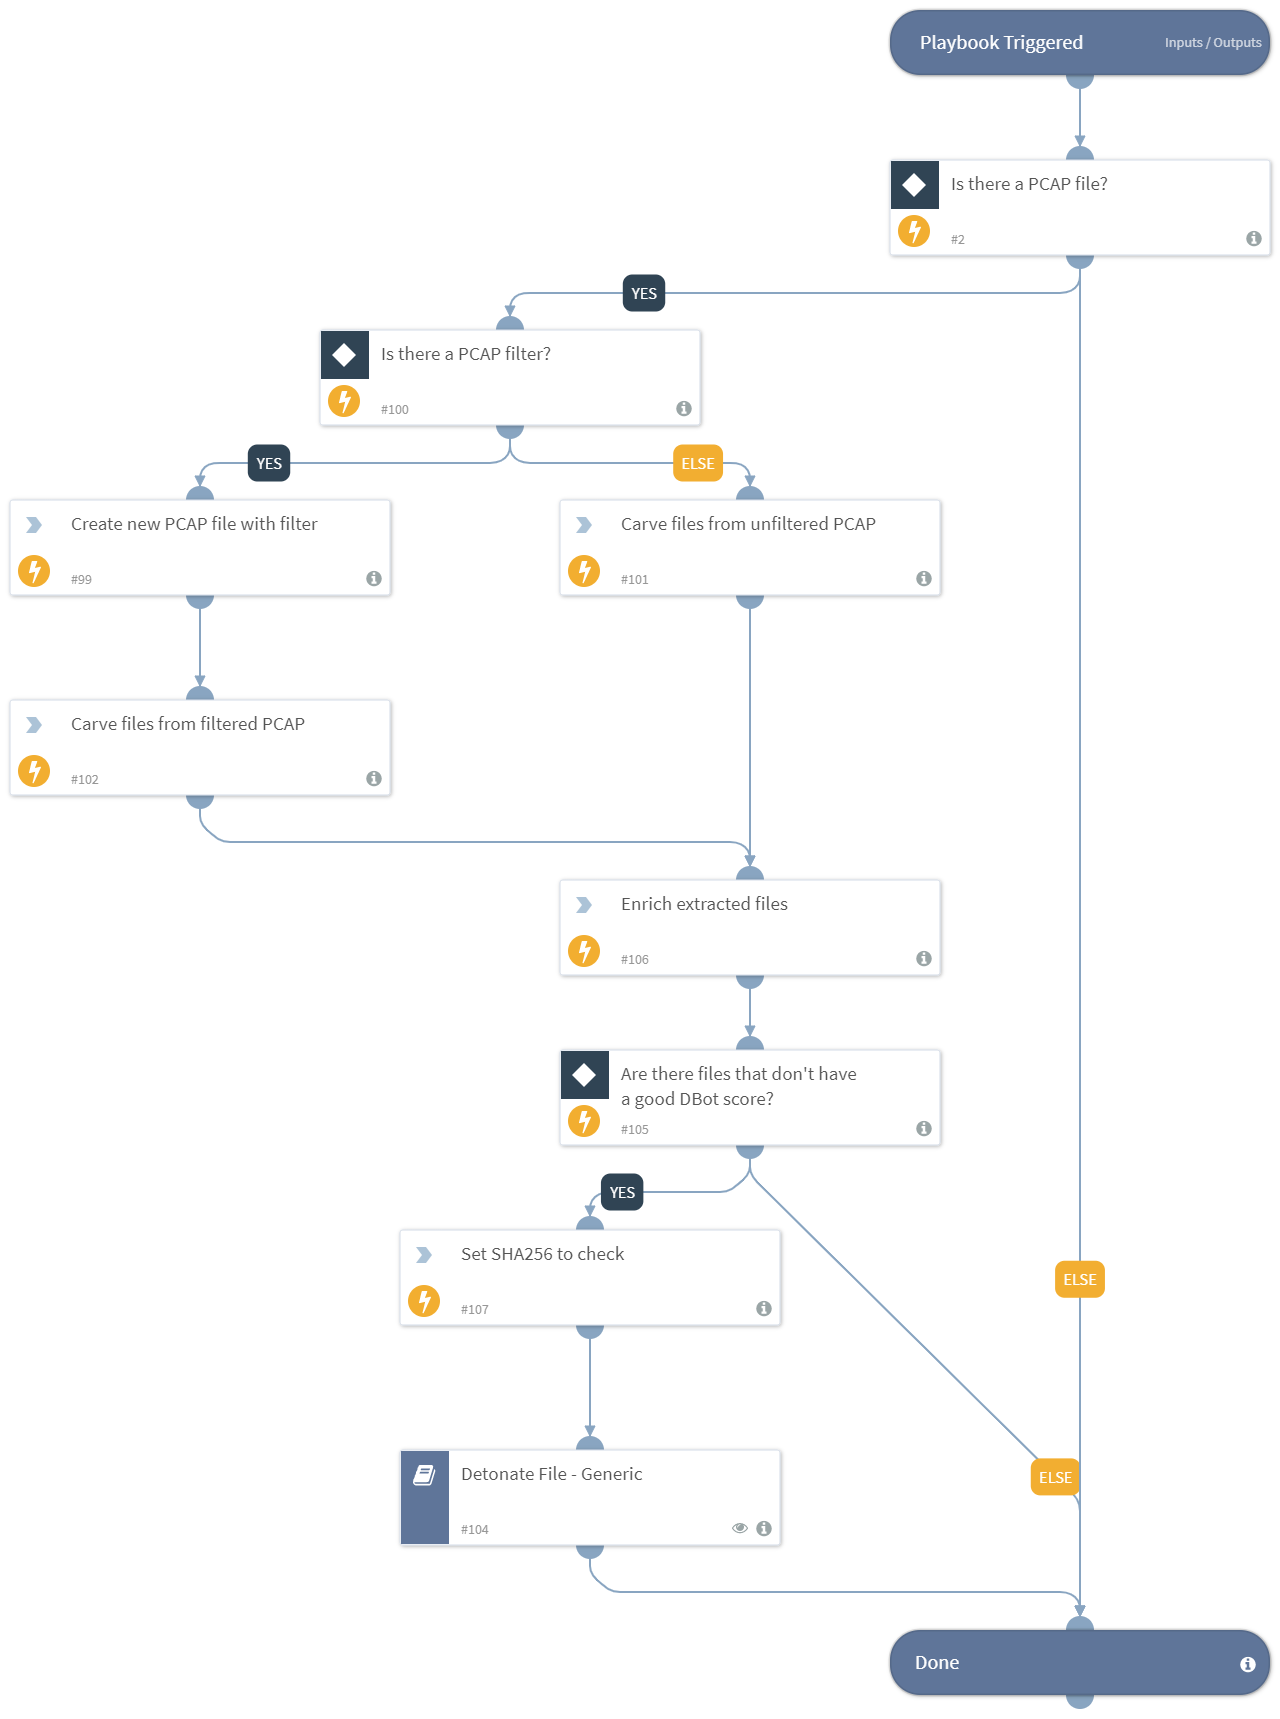 Playbook Triggered
Inputs / Outputs
Is there a PCAP file?
#2
YES
Is there a PCAP filter?
#100
YES
ELSE
Create new PCAP file with filter
#99
Carve files from unfiltered PCAP
#101
Carve files from filtered PCAP
#102
Enrich extracted files
#106
Are there files that don't have
a good DBot score?
#105
YES
Set SHA256 to check
#107
ELSE
Detonate File - Generic
#104
ELSE
Done